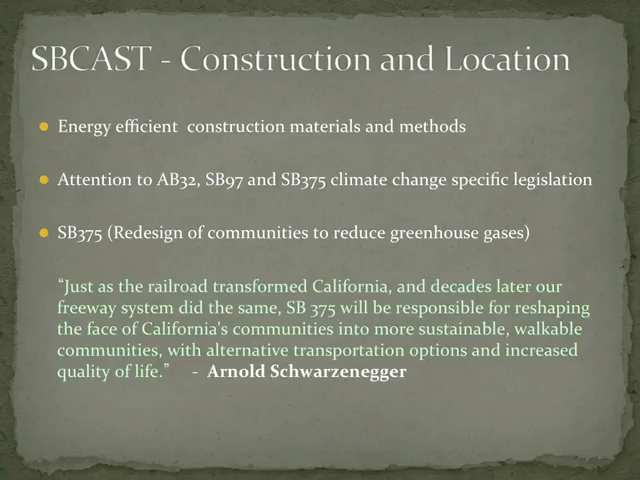 SBCAST - Construction and Location
Energy efficient  construction materials and methods
Attention to AB32, SB97 and SB375 climate change specific legislation
SB375 (Redesign of communities to reduce greenhouse gases)
"Just as the railroad transformed California, and decades later our
freeway system did the same, SB 375 will be responsible for reshaping
the face of California's communities into more sustainable, walkable
communities, with alternative transportation options and increased
quality of life."   - Arnold Schwarzenegger